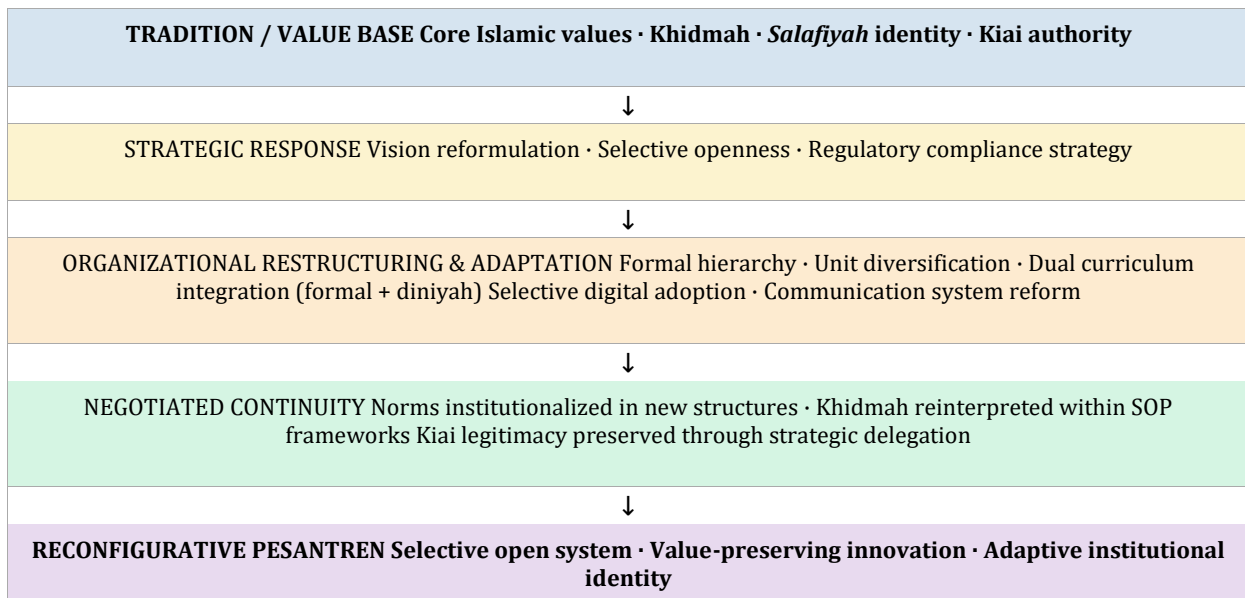 TRADITION / VALUE BASE Core Islamic values · Khidmah · Salafiyah identity · Kiai authority
↓
STRATEGIC RESPONSE Vision reformulation · Selective openness · Regulatory compliance strategy
↓
ORGANIZATIONAL RESTRUCTURING & ADAPTATION Formal hierarchy · Unit diversification · Dual curriculum
integration (formal + diniyah) Selective digital adoption · Communication system reform
↓
NEGOTIATED CONTINUITY Norms institutionalized in new structures · Khidmah reinterpreted within SOP
frameworks Kiai legitimacy preserved through strategic delegation
↓
RECONFIGURATIVE PESANTREN Selective open system · Value-preserving innovation · Adaptive institutional
identity